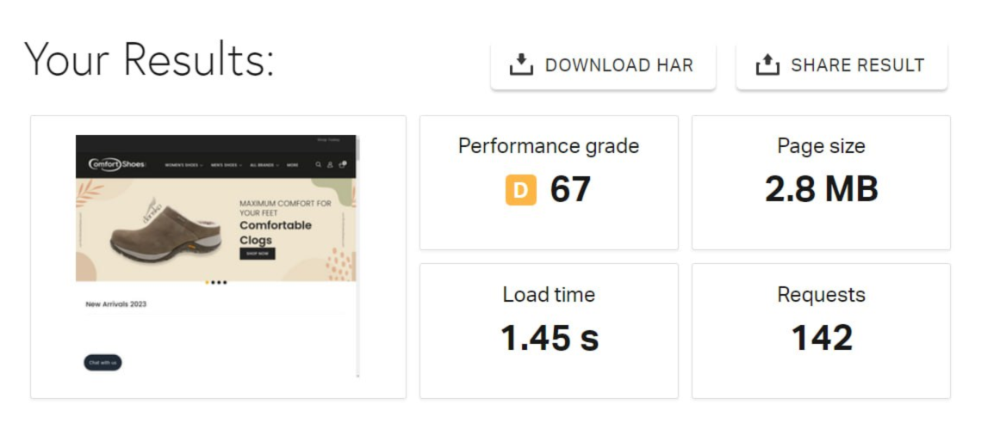 Your Results:
DOWNLOAD HAR
SHARE RESULT
Shop Today
Comfort Shoes
WOMEN'S SHOES
MEN'S SHOES
ALL BRANDS
MORE
dansko
MAXIMUM COMFORT FOR
YOUR FEET
Comfortable
Clogs
SHOP NOW
New Arrivals 2023
Chat with us
Performance grade
D 67
Page size
2.8 MB
Load time
1.45 s
Requests
142